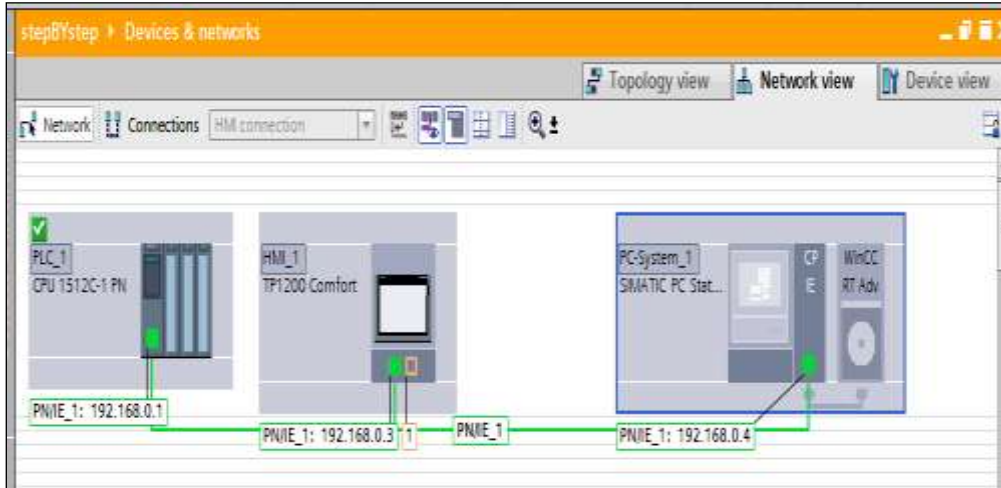 stepBYstep ▸ Devices & networks
Topology view
Network view
Device view
Network
Connections
HMI connection
PLC_1
CPU 1512C-1 PN
HMI_1
TP1200 Comfort
PC-System_1
SIMATIC PC Stat...
CP
IE
WinCC
RT Adv
PN/IE_1: 192.168.0.1
PN/IE_1: 192.168.0.3
1
PN/IE_1
PN/IE_1: 192.168.0.4